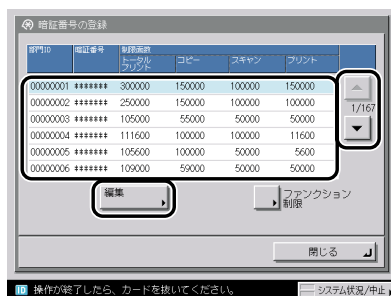 暗証番号の登録
部門ID 暗証番号 制限面数
トータルプリント コピー スキャン プリント
00000001 ******* 300000 150000 100000 150000
00000002 ******* 250000 150000 100000 100000
00000003 ******* 105000 55000 50000 50000
00000004 ******* 111600 100000 100000 11600
00000005 ******* 105600 100000 50000 5600
00000006 ******* 109000 59000 50000 50000
1/167
編集
ファンクション
制限
閉じる
ID 操作が終了したら、カードを抜いてください。 システム状況/中止